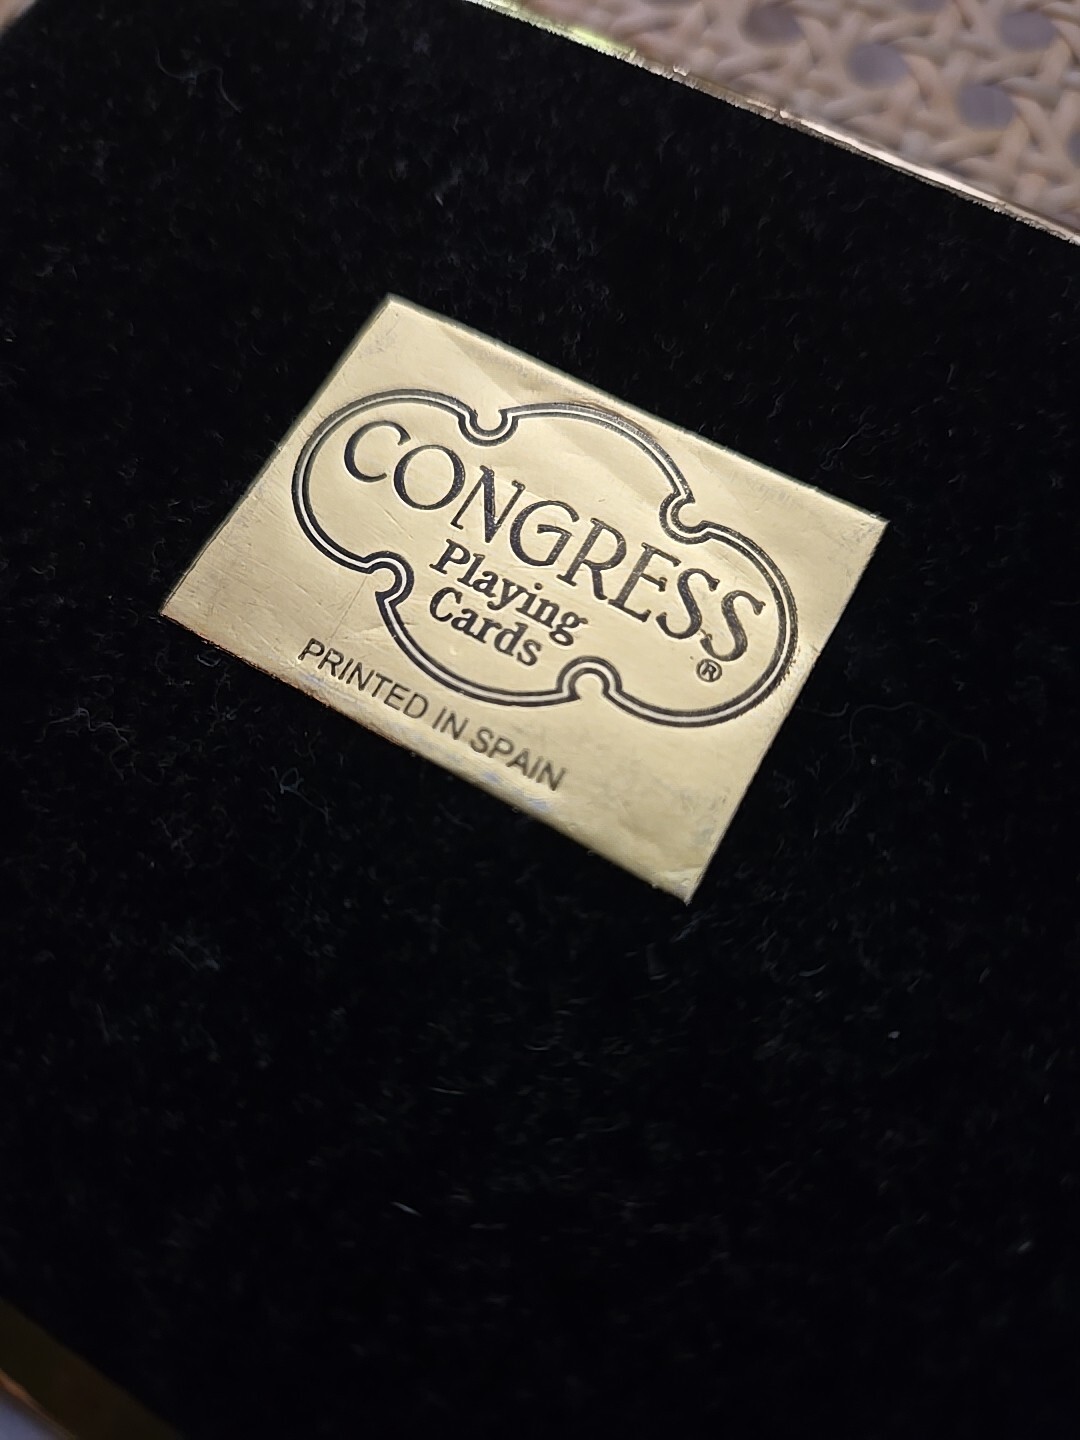 CONGRESS
Playing
Cards
®
PRINTED IN SPAIN